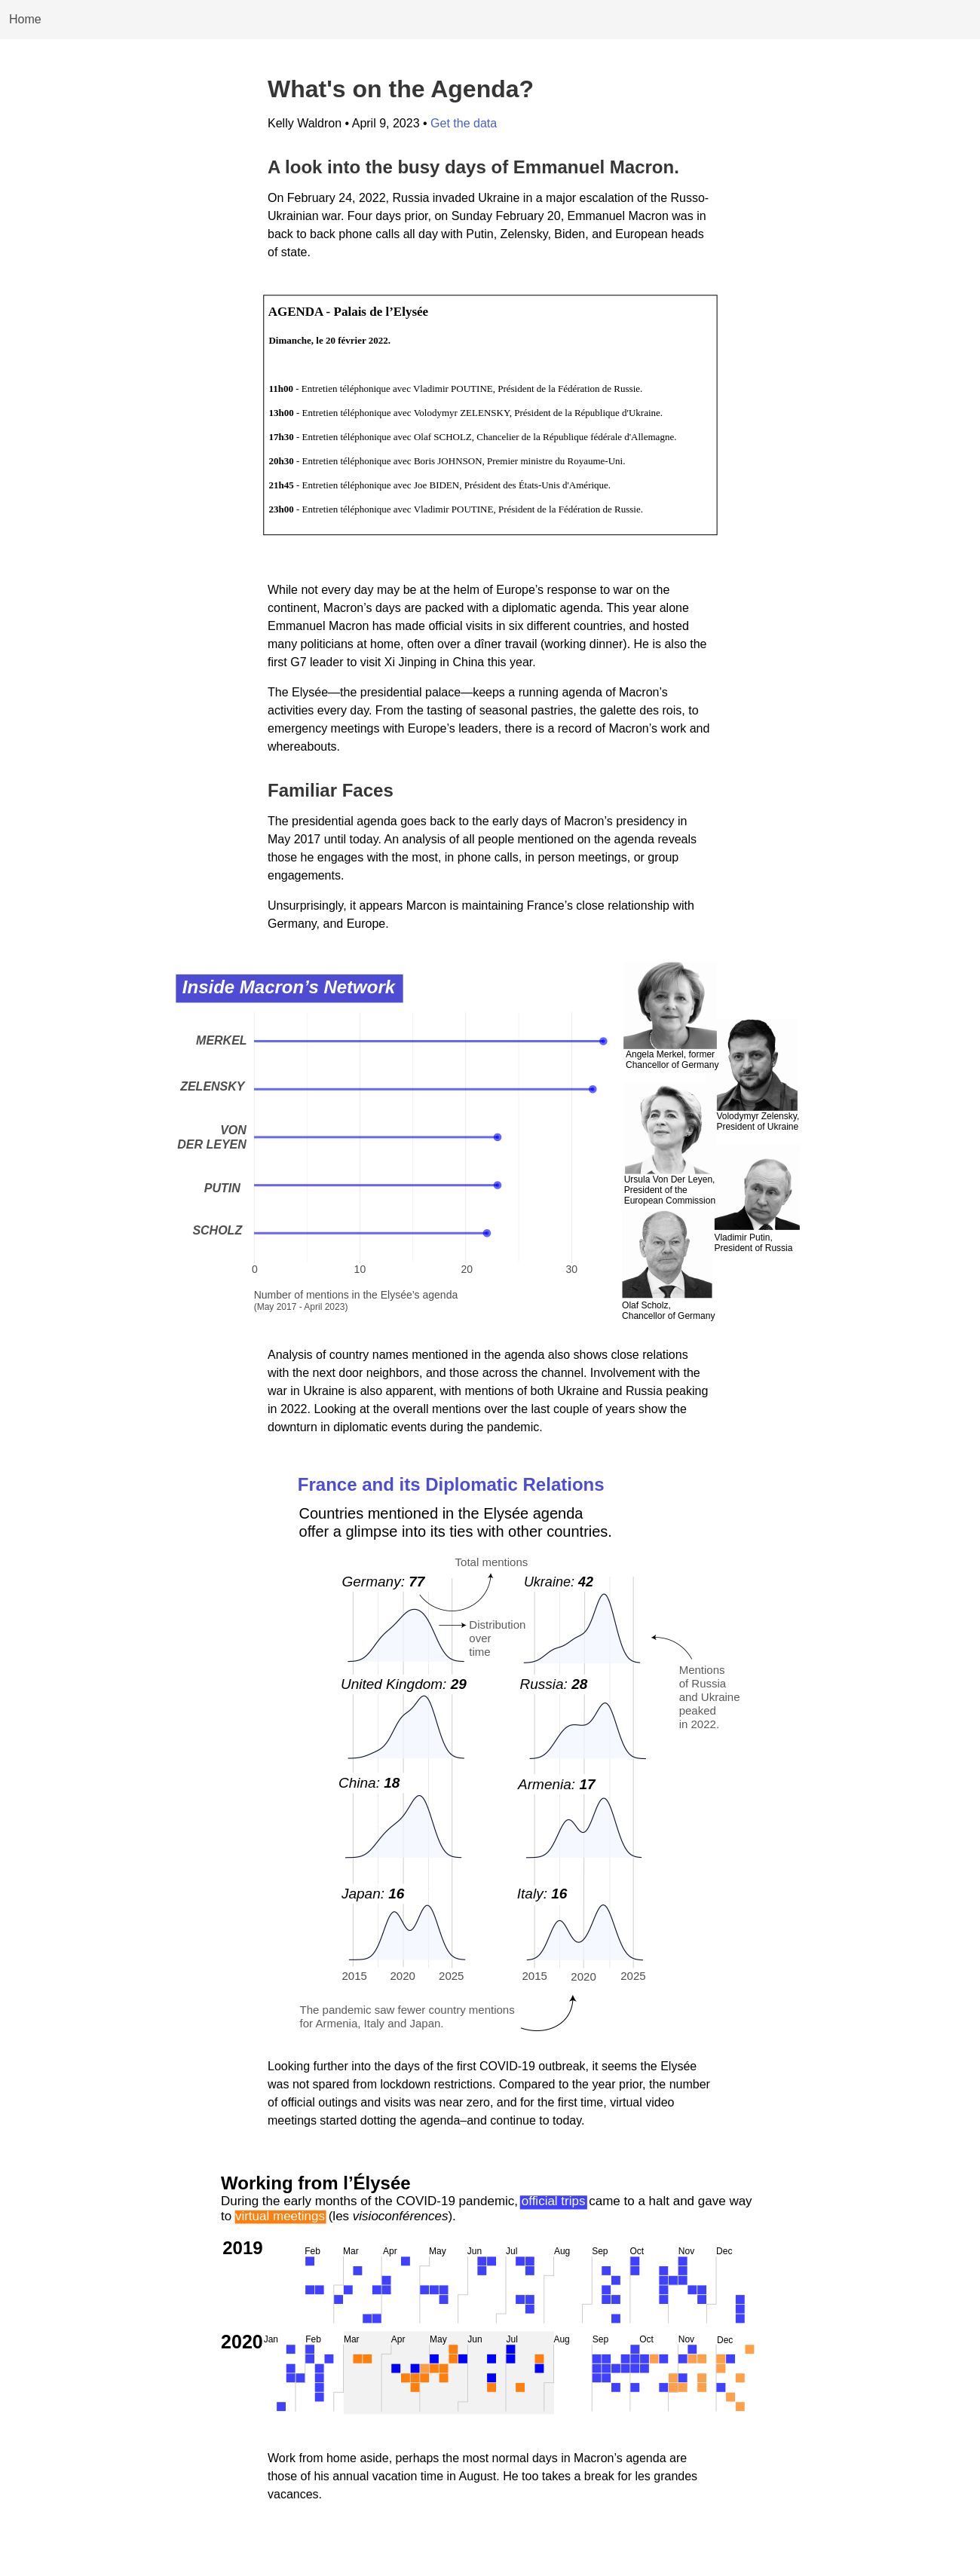 Home
What's on the Agenda?
Kelly Waldron • April 9, 2023 • Get the data
A look into the busy days of Emmanuel Macron.
On February 24, 2022, Russia invaded Ukraine in a major escalation of the Russo-
Ukrainian war. Four days prior, on Sunday February 20, Emmanuel Macron was in
back to back phone calls all day with Putin, Zelensky, Biden, and European heads
of state.
AGENDA - Palais de l’Elysée
Dimanche, le 20 février 2022.
11h00 - Entretien téléphonique avec Vladimir POUTINE, Président de la Fédération de Russie.
13h00 - Entretien téléphonique avec Volodymyr ZELENSKY, Président de la République d'Ukraine.
17h30 - Entretien téléphonique avec Olaf SCHOLZ, Chancelier de la République fédérale d'Allemagne.
20h30 - Entretien téléphonique avec Boris JOHNSON, Premier ministre du Royaume-Uni.
21h45 - Entretien téléphonique avec Joe BIDEN, Président des États-Unis d'Amérique.
23h00 - Entretien téléphonique avec Vladimir POUTINE, Président de la Fédération de Russie.
While not every day may be at the helm of Europe’s response to war on the
continent, Macron’s days are packed with a diplomatic agenda. This year alone
Emmanuel Macron has made official visits in six different countries, and hosted
many politicians at home, often over a dîner travail (working dinner). He is also the
first G7 leader to visit Xi Jinping in China this year.
The Elysée—the presidential palace—keeps a running agenda of Macron’s
activities every day. From the tasting of seasonal pastries, the galette des rois, to
emergency meetings with Europe’s leaders, there is a record of Macron’s work and
whereabouts.
Familiar Faces
The presidential agenda goes back to the early days of Macron’s presidency in
May 2017 until today. An analysis of all people mentioned on the agenda reveals
those he engages with the most, in phone calls, in person meetings, or group
engagements.
Unsurprisingly, it appears Marcon is maintaining France’s close relationship with
Germany, and Europe.
Inside Macron’s Network
MERKEL
ZELENSKY
VON
DER LEYEN
PUTIN
SCHOLZ
0 10 20 30
Number of mentions in the Elysée's agenda
(May 2017 - April 2023)
Angela Merkel, former
Chancellor of Germany
Volodymyr Zelensky,
President of Ukraine
Ursula Von Der Leyen,
President of the
European Commission
Vladimir Putin,
President of Russia
Olaf Scholz,
Chancellor of Germany
Analysis of country names mentioned in the agenda also shows close relations
with the next door neighbors, and those across the channel. Involvement with the
war in Ukraine is also apparent, with mentions of both Ukraine and Russia peaking
in 2022. Looking at the overall mentions over the last couple of years show the
downturn in diplomatic events during the pandemic.
France and its Diplomatic Relations
Countries mentioned in the Elysée agenda
offer a glimpse into its ties with other countries.
Total mentions
Germany: 77
Ukraine: 42
Distribution
over
time
Mentions
of Russia
and Ukraine
peaked
in 2022.
United Kingdom: 29
Russia: 28
China: 18
Armenia: 17
Japan: 16
Italy: 16
2015 2020 2025
2015 2020 2025
The pandemic saw fewer country mentions
for Armenia, Italy and Japan.
Looking further into the days of the first COVID-19 outbreak, it seems the Elysée
was not spared from lockdown restrictions. Compared to the year prior, the number
of official outings and visits was near zero, and for the first time, virtual video
meetings started dotting the agenda–and continue to today.
Working from l’Élysée
During the early months of the COVID-19 pandemic, official trips came to a halt and gave way
to virtual meetings (les visioconférences).
2019
Feb Mar Apr May Jun Jul Aug Sep Oct Nov Dec
2020
Jan Feb Mar Apr May Jun Jul Aug Sep Oct Nov Dec
Work from home aside, perhaps the most normal days in Macron’s agenda are
those of his annual vacation time in August. He too takes a break for les grandes
vacances.